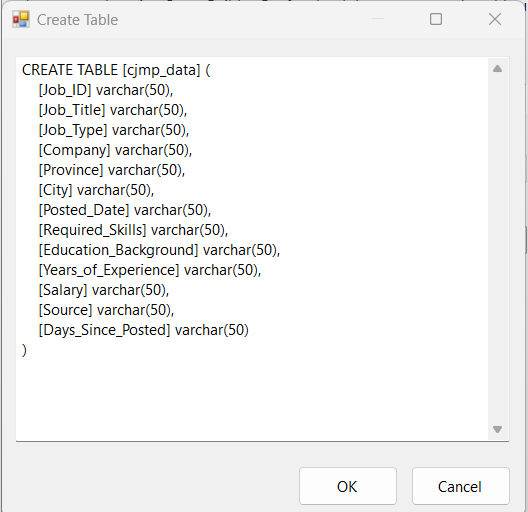 Create Table
CREATE TABLE [cjmp_data] (
[Job_ID] varchar(50),
[Job_Title] varchar(50),
[Job_Type] varchar(50),
[Company] varchar(50),
[Province] varchar(50),
[City] varchar(50),
[Posted_Date] varchar(50),
[Required_Skills] varchar(50),
[Education_Background] varchar(50),
[Years_of_Experience] varchar(50),
[Salary] varchar(50),
[Source] varchar(50),
[Days_Since_Posted] varchar(50)
)
OK Cancel